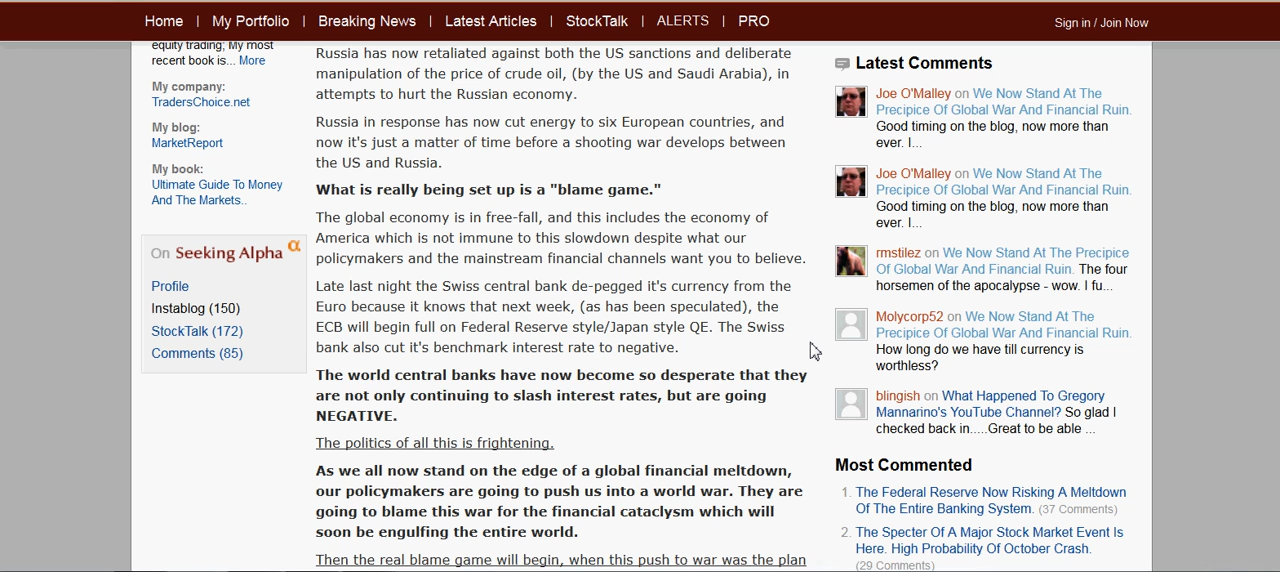 Home | My Portfolio | Breaking News | Latest Articles | StockTalk | ALERTS | PRO
Sign in / Join Now
equity trading; My most
recent book is... More
My company:
TradersChoice.net
My blog:
MarketReport
My book:
Ultimate Guide To Money
And The Markets..
On Seeking Alpha α
Profile
Instablog (150)
StockTalk (172)
Comments (85)
Russia has now retaliated against both the US sanctions and deliberate
manipulation of the price of crude oil, (by the US and Saudi Arabia), in
attempts to hurt the Russian economy.
Russia in response has now cut energy to six European countries, and
now it's just a matter of time before a shooting war develops between
the US and Russia.
What is really being set up is a "blame game."
The global economy is in free-fall, and this includes the economy of
America which is not immune to this slowdown despite what our
policymakers and the mainstream financial channels want you to believe.
Late last night the Swiss central bank de-pegged it's currency from the
Euro because it knows that next week, (as has been speculated), the
ECB will begin full on Federal Reserve style/Japan style QE. The Swiss
bank also cut it's benchmark interest rate to negative.
The world central banks have now become so desperate that they
are not only continuing to slash interest rates, but are going
NEGATIVE.
The politics of all this is frightening.
As we all now stand on the edge of a global financial meltdown,
our policymakers are going to push us into a world war. They are
going to blame this war for the financial cataclysm which will
soon be engulfing the entire world.
Then the real blame game will begin, when this push to war was the plan
Latest Comments
Joe O'Malley on We Now Stand At The
Precipice Of Global War And Financial Ruin.
Good timing on the blog, now more than
ever. I...
Joe O'Malley on We Now Stand At The
Precipice Of Global War And Financial Ruin.
Good timing on the blog, now more than
ever. I...
rmstilez on We Now Stand At The Precipice
Of Global War And Financial Ruin. The four
horsemen of the apocalypse - wow. I fu...
Molycorp52 on We Now Stand At The
Precipice Of Global War And Financial Ruin.
How long do we have till currency is
worthless?
blingish on What Happened To Gregory
Mannarino's YouTube Channel? So glad I
checked back in.....Great to be able ...
Most Commented
1. The Federal Reserve Now Risking A Meltdown
Of The Entire Banking System. (37 Comments)
2. The Specter Of A Major Stock Market Event Is
Here. High Probability Of October Crash.
(29 Comments)